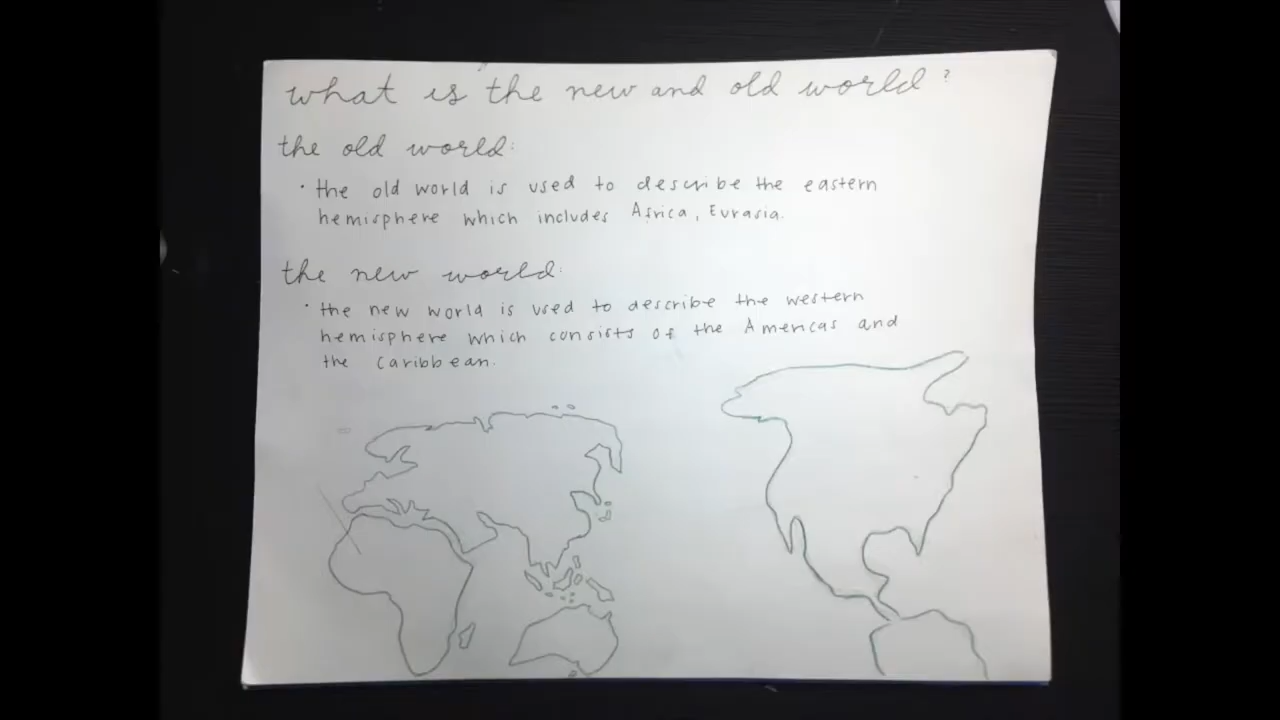 what is the new and old world?
the old world:
• the old world is used to describe the eastern
hemisphere which includes Africa, Eurasia.
the new world:
• the new world is used to describe the western
hemisphere which consists of the Americas and
the Caribbean.